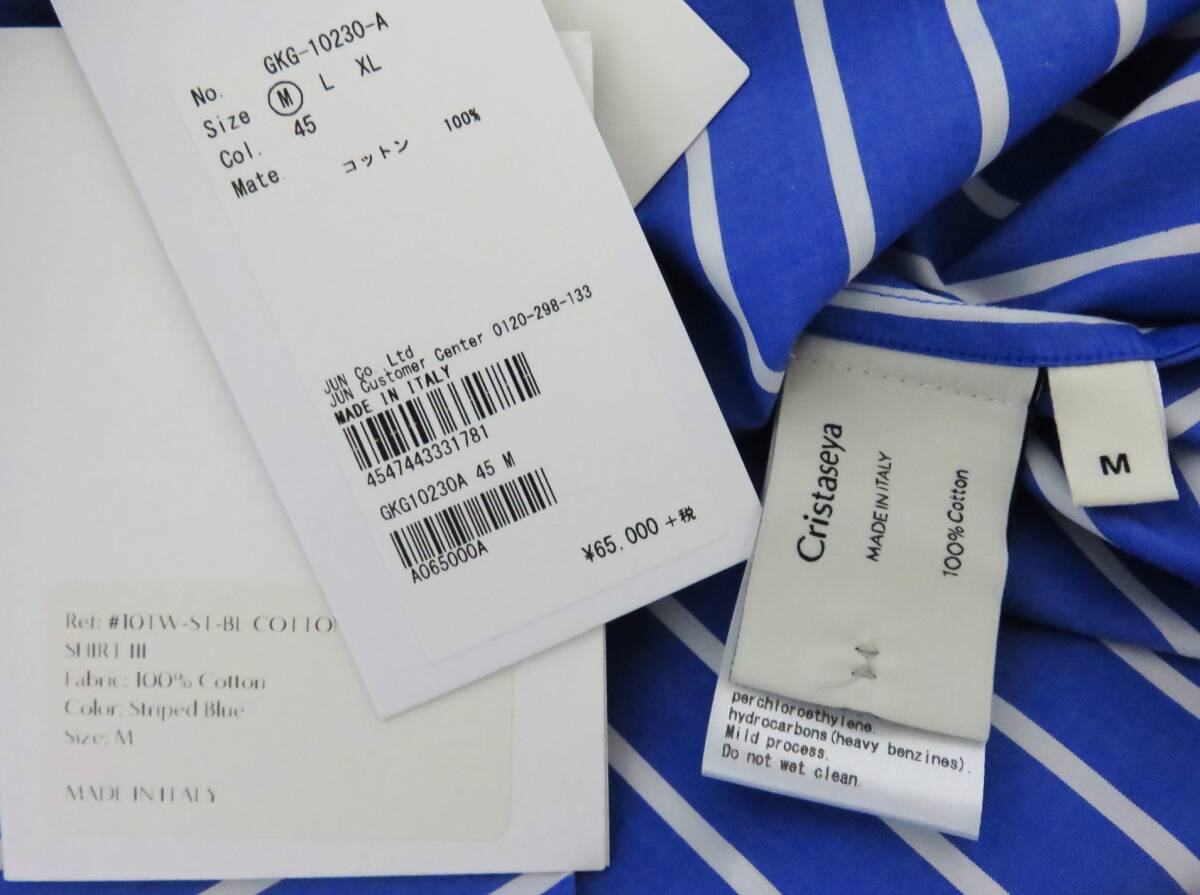 No. GKG-10230-A
Size M L XL
Col. 45
Mate. コットン 100%
JUN Co. Ltd
JUN Customer Center 0120-298-133
MADE IN ITALY
4547443331781
GKG10230A 45 M
A065000A
¥65.000 +税
Ref: #10TW-ST-BL COTTO
SHIRT III
Fabric: 100% Cotton
Color: Striped Blue
Size: M
MADE IN ITALY
Cristaseya
MADE IN ITALY
100% Cotton
M
perchloroethylene.
hydrocarbons(heavy benzines).
Mild process.
Do not wet clean.